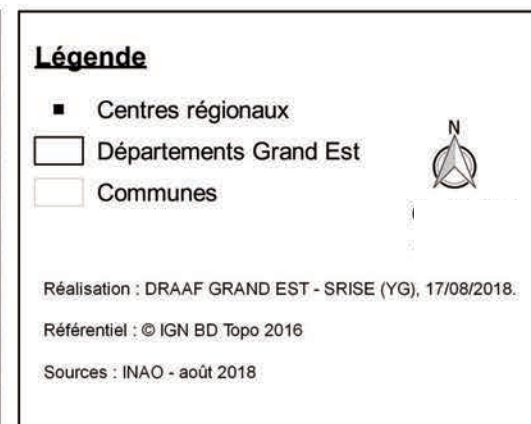 Légende
Centres régionaux
N
Départements Grand Est
Communes
Réalisation : DRAAF GRAND EST - SRISE (YG), 17/08/2018.
Référentiel : © IGN BD Topo 2016
Sources : INAO - août 2018